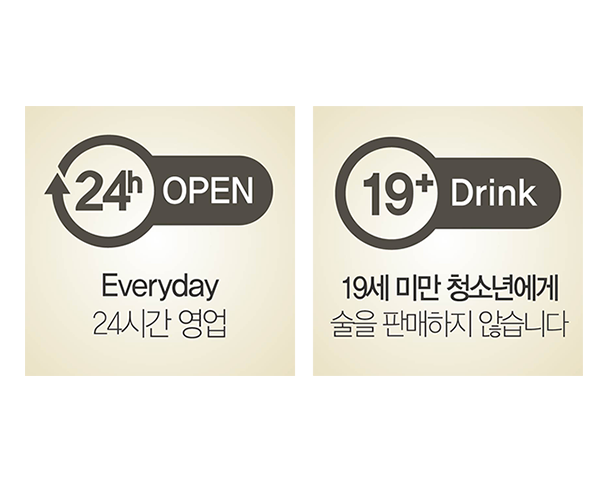 24h OPEN
Everyday
24시간 영업
19+ Drink
19세 미만 청소년에게
술을 판매하지 않습니다